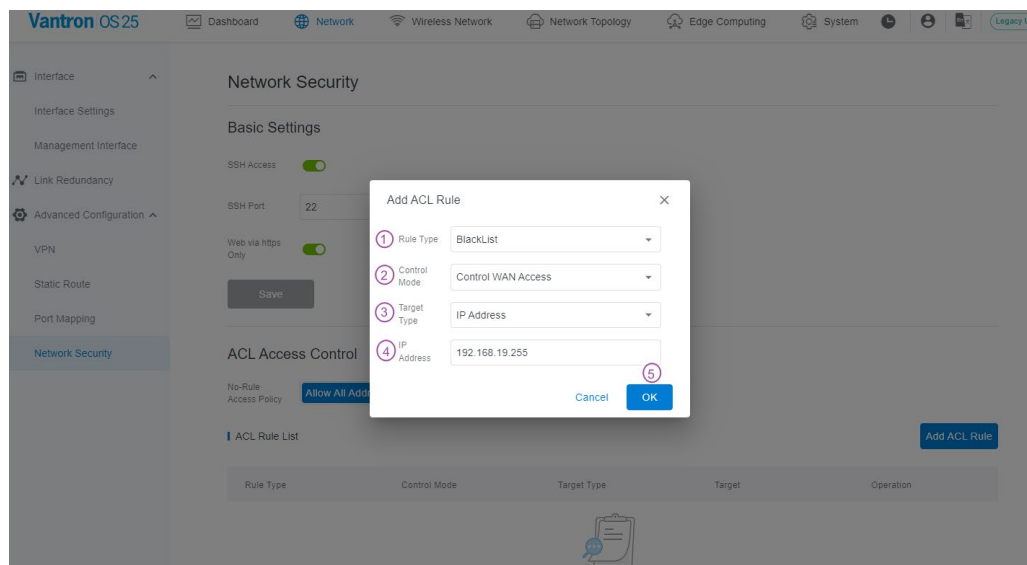 Vantron OS25
Dashboard
Network
Wireless Network
Network Topology
Edge Computing
System
Legacy
Interface
Interface Settings
Management Interface
Link Redundancy
Advanced Configuration
VPN
Static Route
Port Mapping
Network Security
Network Security
Basic Settings
SSH Access
SSH Port
22
Web via https
Only
Save
ACL Access Control
No-Rule
Access Policy
Allow All
ACL Rule List
Add ACL Rule
Rule Type
Control Mode
Target Type
Target
Operation
Add ACL Rule
1
Rule Type
BlackList
2
Control
Mode
Control WAN Access
3
Target
Type
IP Address
4
IP
Address
192.168.19.255
5
Cancel
OK